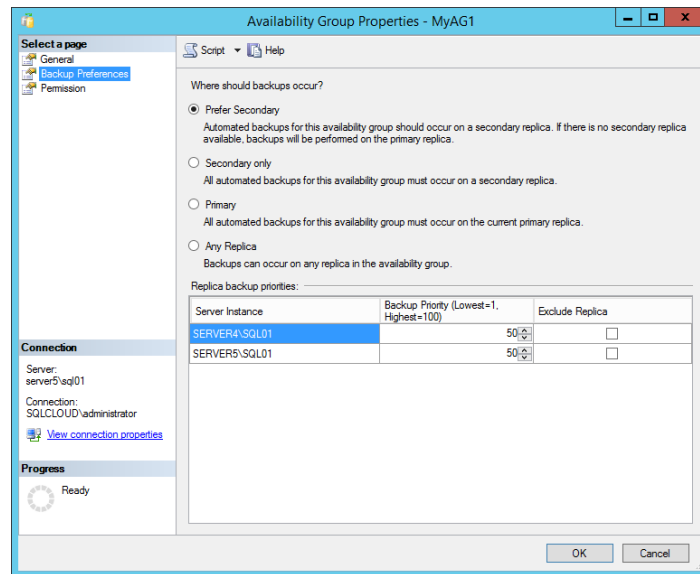 Availability Group Properties - MyAG1
Select a page
General
Backup Preferences
Permission
Script
Help
Where should backups occur?
Prefer Secondary
Automated backups for this availability group should occur on a secondary replica. If there is no secondary replica
available, backups will be performed on the primary replica.
Secondary only
All automated backups for this availability group must occur on a secondary replica.
Primary
All automated backups for this availability group must occur on the current primary replica.
Any Replica
Backups can occur on any replica in the availability group.
Replica backup priorities:
Server Instance
Backup Priority (Lowest=1,
Highest=100)
Exclude Replica
SERVER4\SQL01
50
SERVER5\SQL01
50
Connection
Server:
server5\sql01
Connection:
SQLCLOUD\administrator
View connection properties
Progress
Ready
OK
Cancel